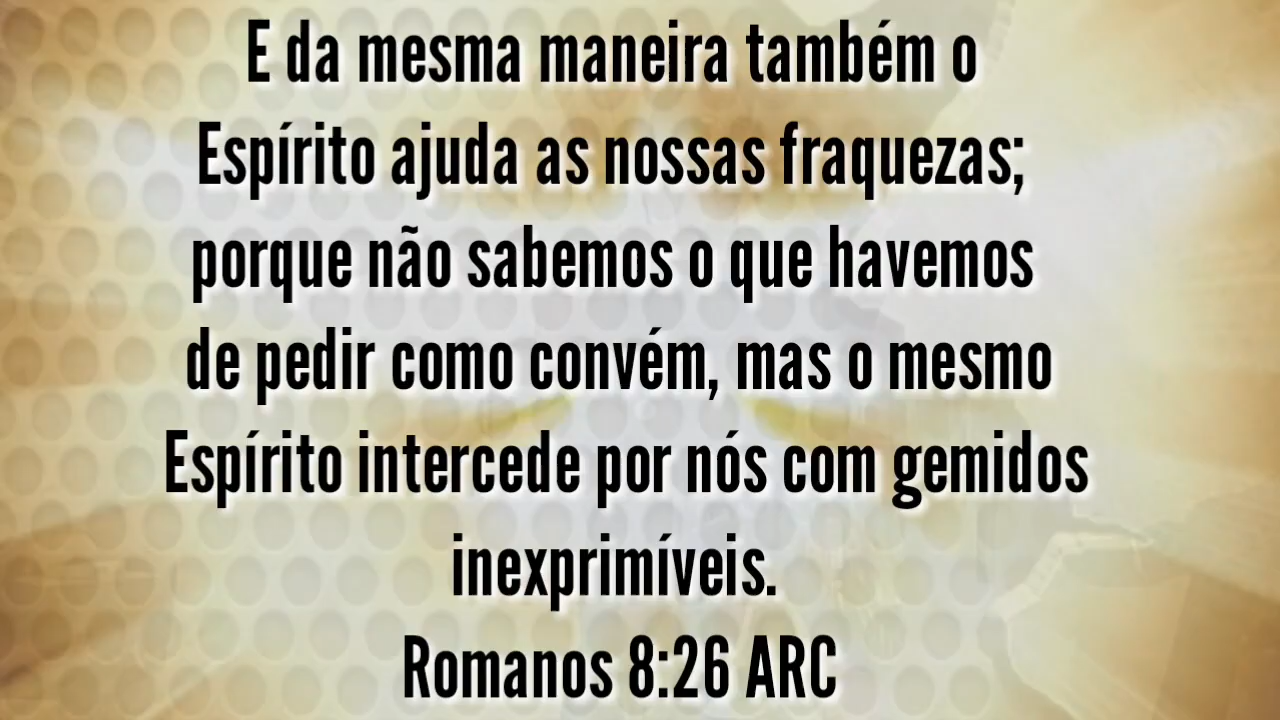 E da mesma maneira também o
Espírito ajuda as nossas fraquezas;
porque não sabemos o que havemos
de pedir como convém, mas o mesmo
Espírito intercede por nós com gemidos
inexprimíveis.
Romanos 8:26 ARC